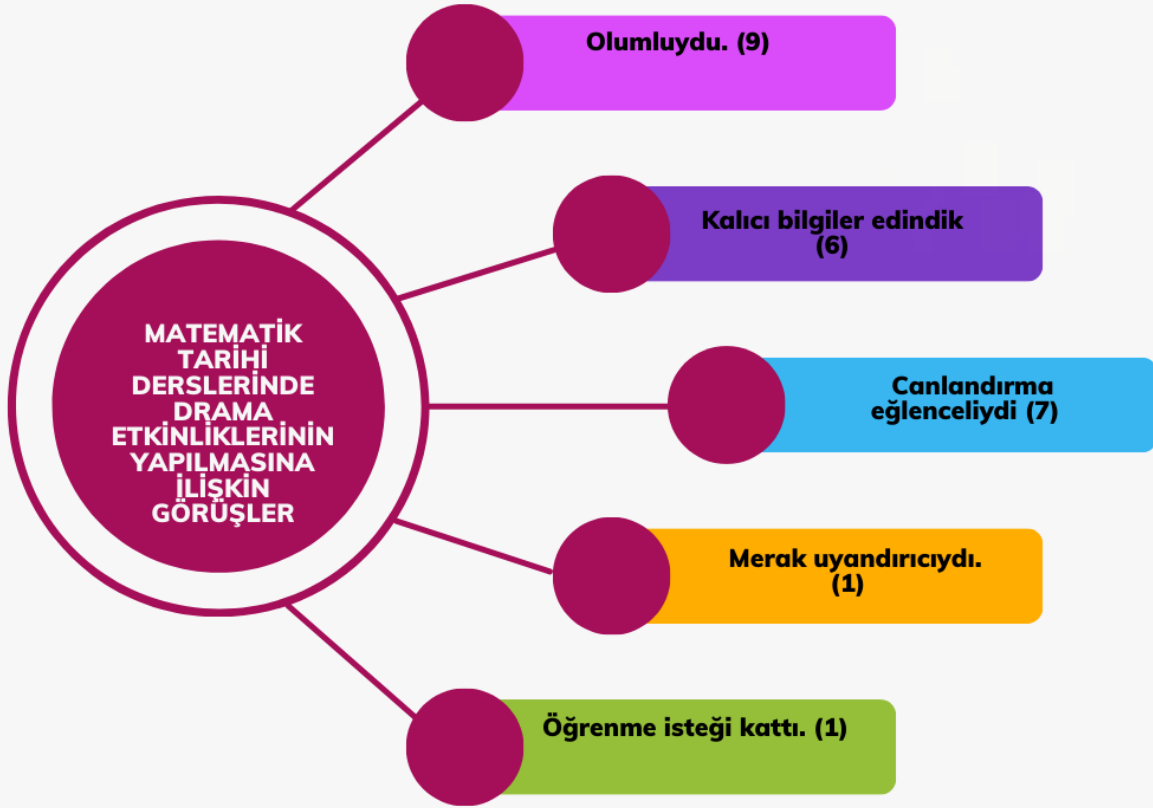 MATEMATİK
TARİHİ
DERSLERİNDE
DRAMA
ETKİNLİKLERİNİN
YAPILMASINA
İLİŞKİN
GÖRÜŞLER
Olumluydu. (9)
Kalıcı bilgiler edindik
(6)
Canlandırma
eğlenceliydi (7)
Merak uyandırıcıydı.
(1)
Öğrenme isteği kattı. (1)